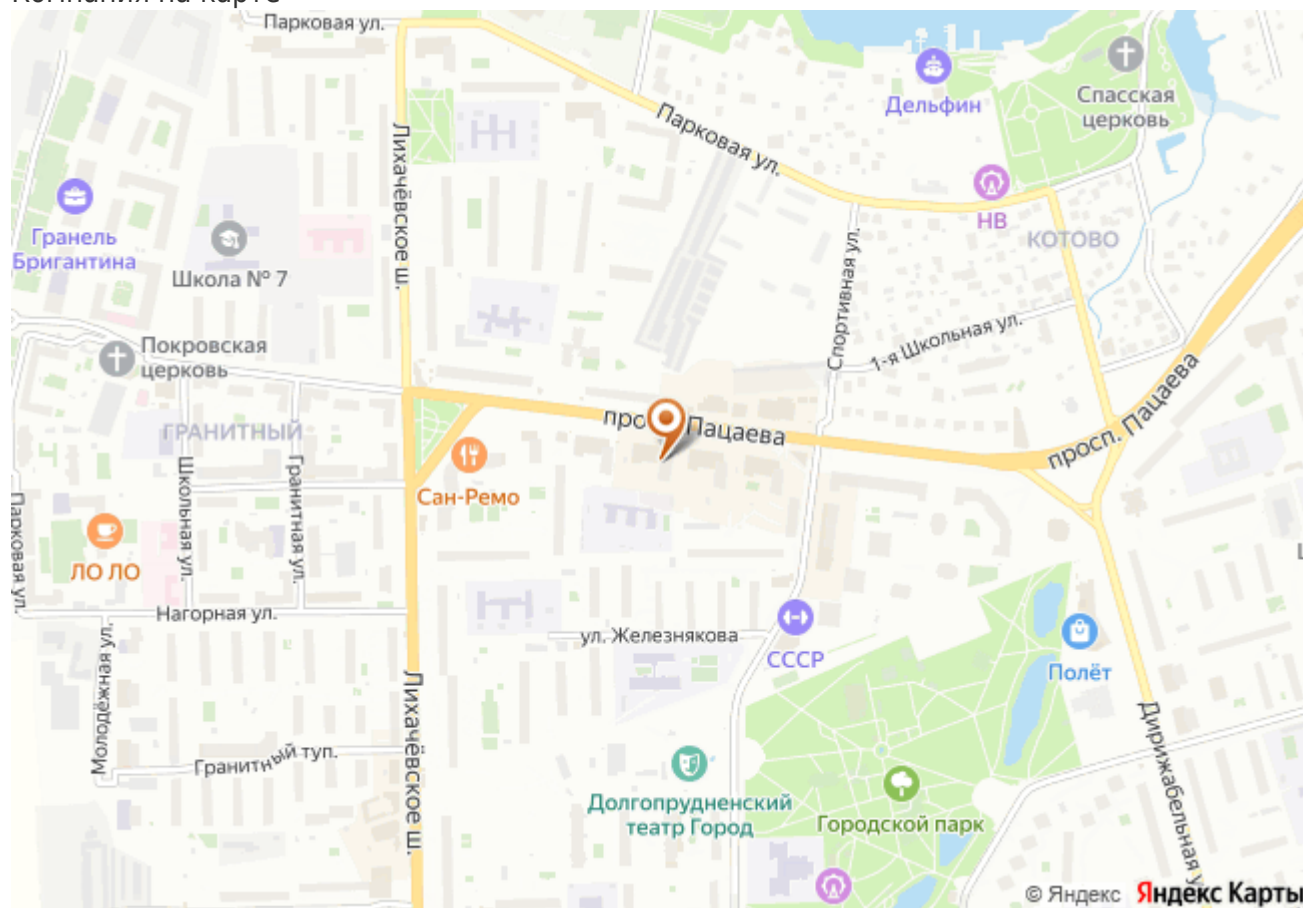 Компания на карте
Парковая ул.
Дельфин
Спасская
церковь
Парковая ул.
Лихачёвское ш.
НВ
КОТОВО
Гранель
Бригантина
Школа № 7
Спортивная ул.
1-я Школьная ул.
Покровская
церковь
просп. Пацаева
ГРАНИТНЫЙ
просп. Пацаева
Сан-Ремо
Школьная ул.
Гранитная ул.
Парковая ул.
ЛО ЛО
Нагорная ул.
ул. Железнякова
СССР
Полёт
Молодёжная ул.
Лихачёвское ш.
Гранитный туп.
Дирижабельная у
Долгопрудненский
театр Город
Городской парк
© Яндекс Яндекс Карты